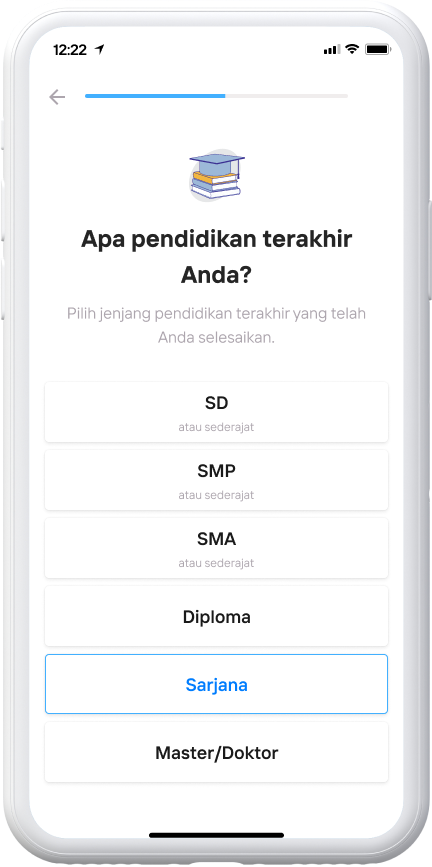 12:22
Apa pendidikan terakhir
Anda?
Pilih jenjang pendidikan terakhir yang telah
Anda selesaikan.
SD
atau sederajat
SMP
atau sederajat
SMA
atau sederajat
Diploma
Sarjana
Master/Doktor